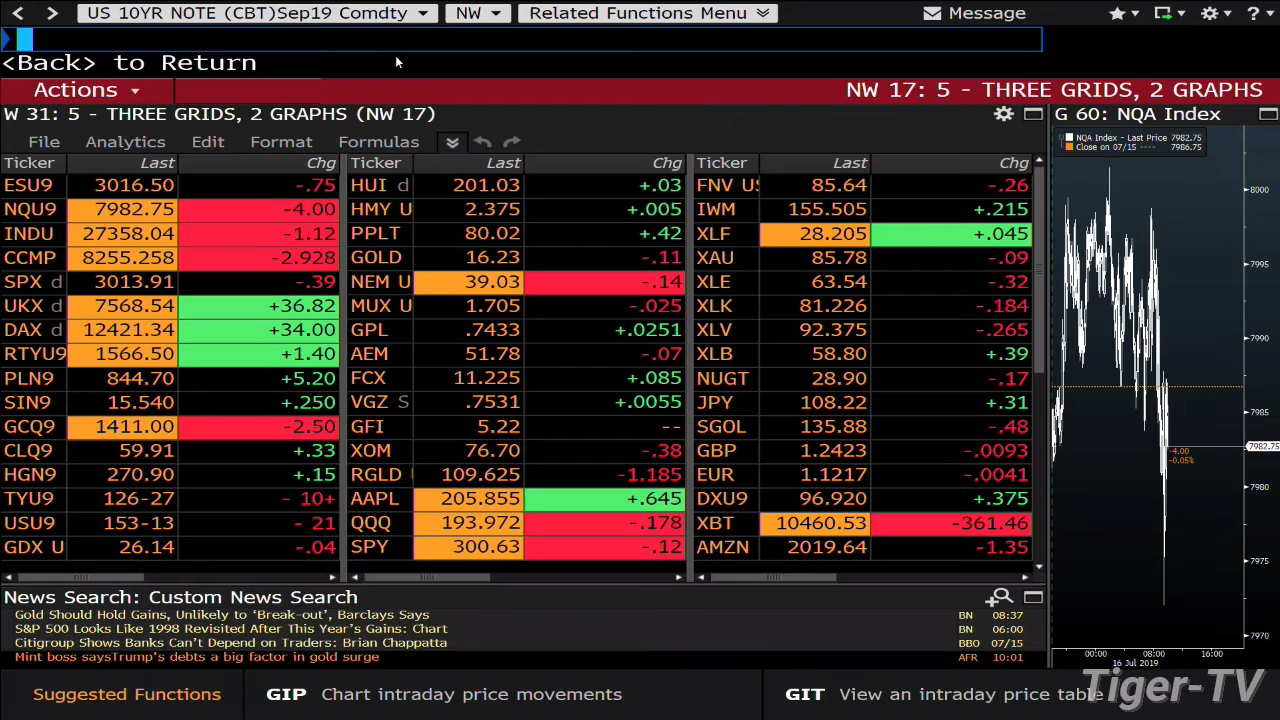 US 10YR NOTE (CBT)Sep19 Comdty NW Related Functions Menu Message
<Back> to Return
Actions NW 17: 5 - THREE GRIDS, 2 GRAPHS
W 31: 5 - THREE GRIDS, 2 GRAPHS (NW 17) G 60: NQA Index
File Analytics Edit Format Formulas
NQA Index - Last Price 7982.75
Close on 07/15 ---- 7986.75
Ticker Last Chg Ticker Last Chg Ticker Last Chg
ESU9 3016.50 -.75 HUI d 201.03 +.03 FNV US 85.64 -.26
NQU9 7982.75 -4.00 HMY U 2.375 +.005 IWM 155.505 +.215
INDU 27358.04 -1.12 PPLT 80.02 +.42 XLF 28.205 +.045
CCMP 8255.258 -2.928 GOLD 16.23 -.11 XAU 85.78 -.09
SPX d 3013.91 -.39 NEM U 39.03 -.14 XLE 63.54 -.32
UKX d 7568.54 +36.82 MUX U 1.705 -.025 XLK 81.226 -.184
DAX d 12421.34 +34.00 GPL .7433 +.0251 XLV 92.375 -.265
RTYU9 1566.50 +1.40 AEM 51.78 -.07 XLB 58.80 +.39
PLN9 844.70 +5.20 FCX 11.225 +.085 NUGT 28.90 -.17
SIN9 15.540 +.250 VGZ S .7531 +.0055 JPY 108.22 +.31
GCQ9 1411.00 -2.50 GFI 5.22 -- SGOL 135.88 -.48
CLQ9 59.91 +.33 XOM 76.70 -.38 GBP 1.2423 -.0093
HGN9 270.90 +.15 RGLD 109.625 -1.185 EUR 1.1217 -.0041
TYU9 126-27 - 10+ AAPL 205.855 +.645 DXU9 96.920 +.375
USU9 153-13 - 21 QQQ 193.972 -.178 XBT 10460.53 -361.46
GDX U 26.14 -.04 SPY 300.63 -.12 AMZN 2019.64 -1.35
8000
7995
7990
7985
7982.75
-4.00
-0.05%
7980
7975
7970
00:00 08:00 16:00
16 Jul 2019
News Search: Custom News Search
Gold Should Hold Gains, Unlikely to ‘Break-out’, Barclays Says BN 08:37
S&P 500 Looks Like 1998 Revisited After This Year's Gains: Chart BN 06:00
Citigroup Shows Banks Can't Depend on Traders: Brian Chappatta BBO 07/15
Mint boss saysTrump's debts a big factor in gold surge AFR 10:01
Suggested Functions GIP Chart intraday price movements GIT View an intraday price table
Tiger-TV